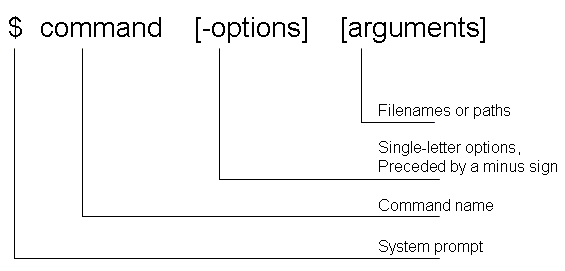 $ command [-options] [arguments]
Filenames or paths
Single-letter options,
Preceded by a minus sign
Command name
System prompt